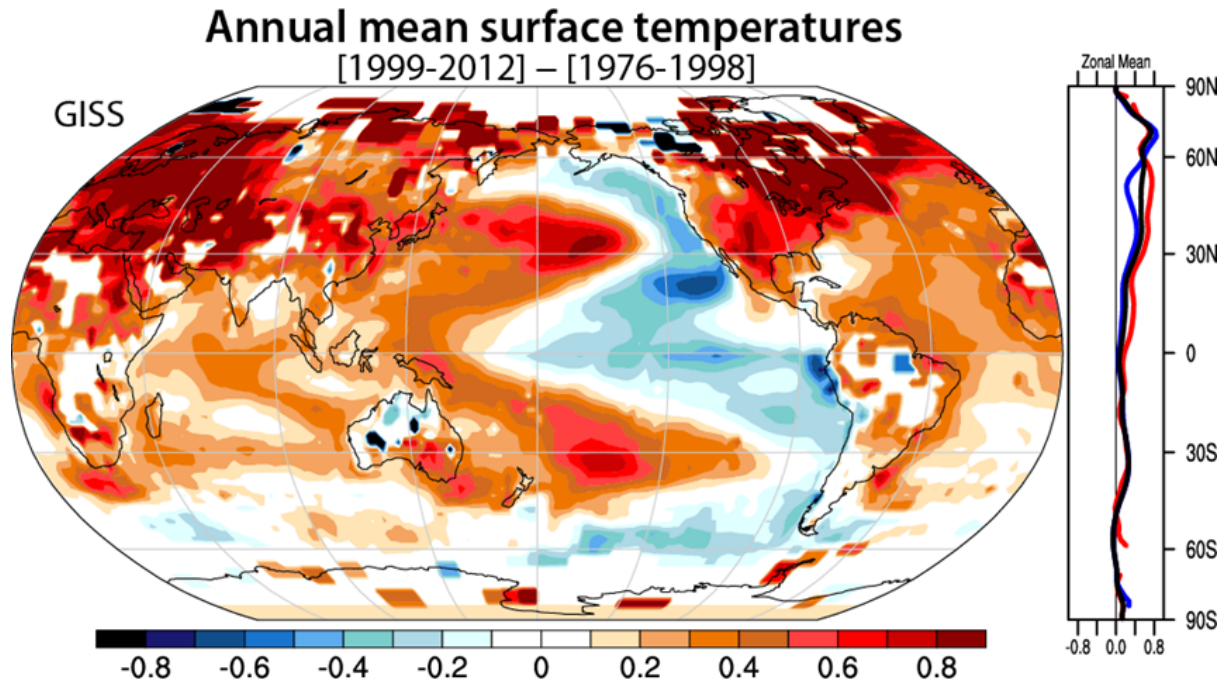 Annual mean surface temperatures
[1999-2012] – [1976-1998]
GISS
Zonal Mean
-0.8 0.0 0.8
90N
60N
30N
0
30S
60S
90S
-0.8 -0.6 -0.4 -0.2 0 0.2 0.4 0.6 0.8